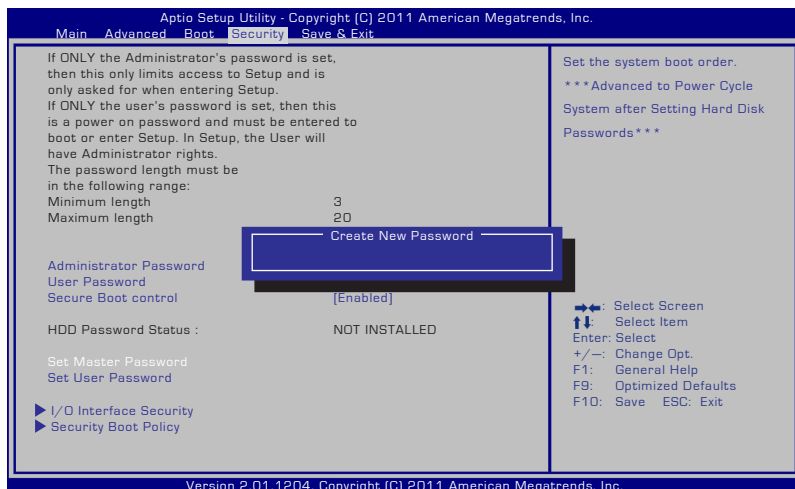 Aptio Setup Utility - Copyright (C) 2011 American Megatrends, Inc.
Main Advanced Boot Security Save & Exit
If ONLY the Administrator's password is set,
then this only limits access to Setup and is
only asked for when entering Setup.
If ONLY the user's password is set, then this
is a power on password and must be entered to
boot or enter Setup. In Setup, the User will
have Administrator rights.
The password length must be
in the following range:
Minimum length 3
Maximum length 20
Create New Password
Administrator Password
User Password
Secure Boot control [Enabled]
HDD Password Status : NOT INSTALLED
Set Master Password
Set User Password
I/O Interface Security
Security Boot Policy
Set the system boot order.
***Advanced to Power Cycle
System after Setting Hard Disk
Passwords***
→←: Select Screen
↑↓: Select Item
Enter: Select
+/—: Change Opt.
F1: General Help
F9: Optimized Defaults
F10: Save ESC: Exit
Version 2.01.1204. Copyright (C) 2011 American Megatrends, Inc.